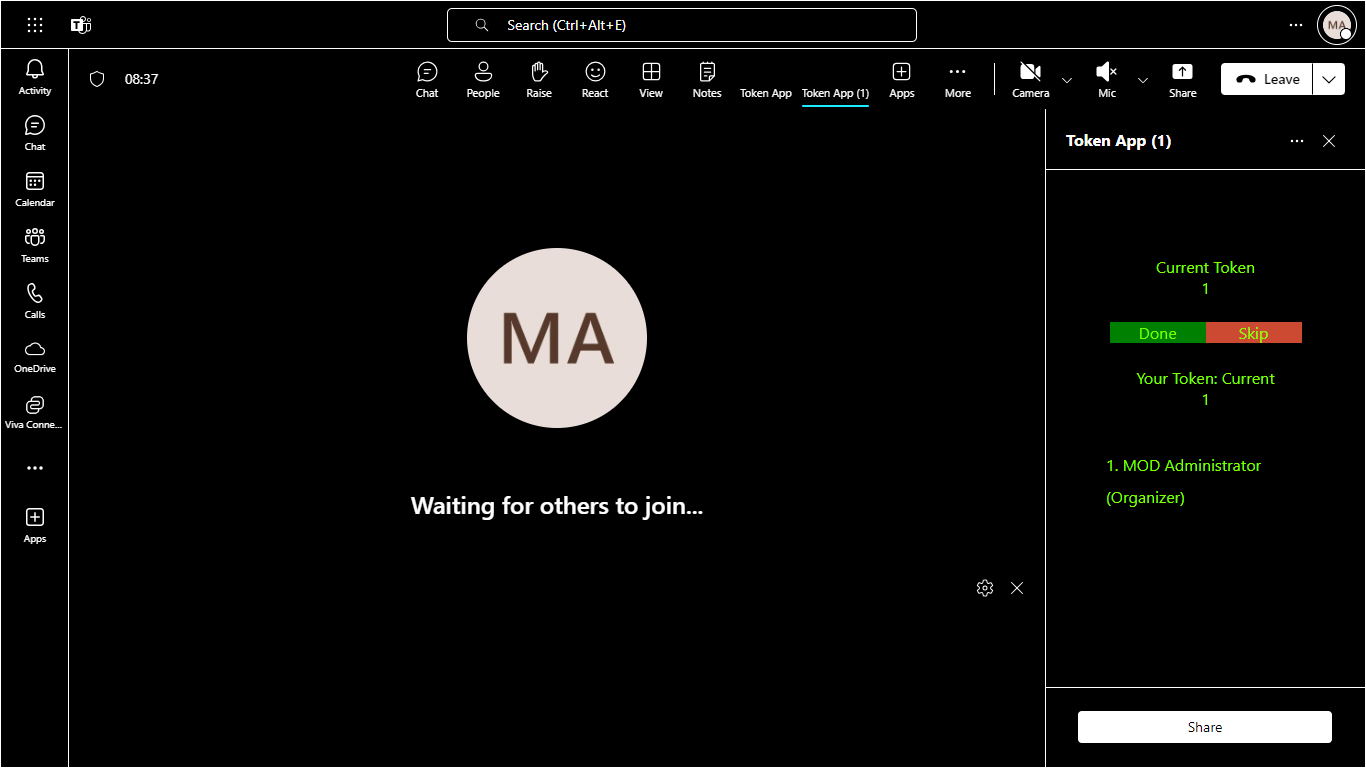 Search (Ctrl+Alt+E)
MA
Activity
Chat
Calendar
Teams
Calls
OneDrive
Viva Conne...
Apps
08:37
Chat
People
Raise
React
View
Notes
Token App
Token App (1)
Apps
More
Camera
Mic
Share
Leave
MA
Waiting for others to join...
Token App (1)
Current Token
1
Done
Skip
Your Token: Current
1
1. MOD Administrator
(Organizer)
Share